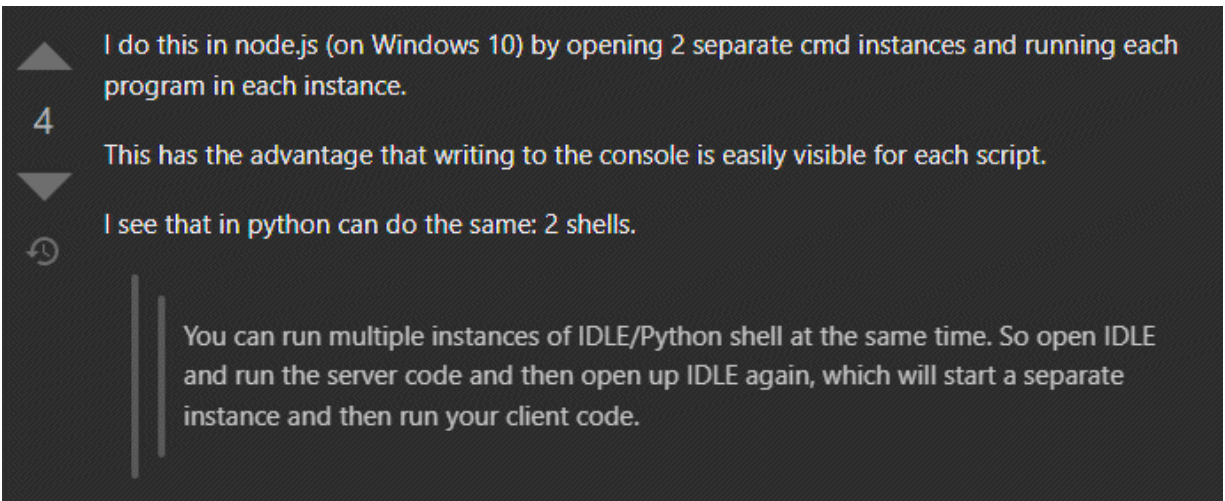 I do this in node.js (on Windows 10) by opening 2 separate cmd instances and running each
program in each instance.
4
This has the advantage that writing to the console is easily visible for each script.
I see that in python can do the same: 2 shells.
You can run multiple instances of IDLE/Python shell at the same time. So open IDLE
and run the server code and then open up IDLE again, which will start a separate
instance and then run your client code.